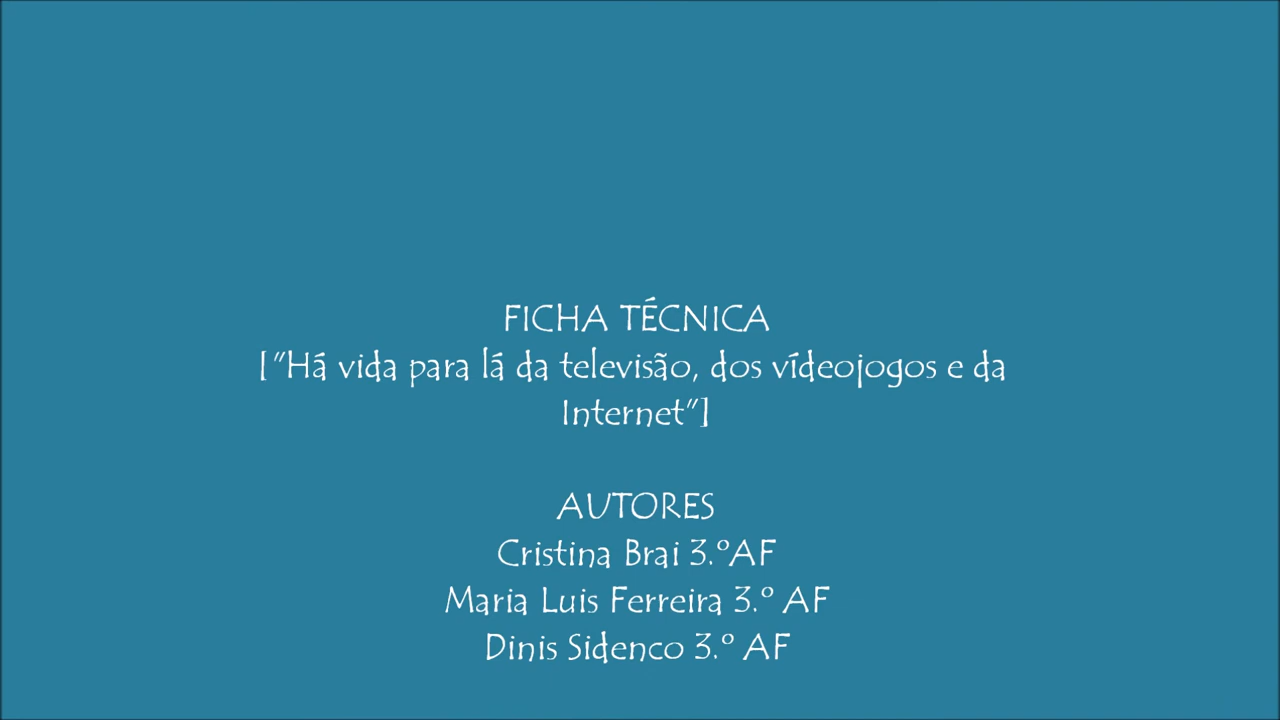 FICHA TÉCNICA
["Há vida para lá da televisão, dos vídeojogos e da
Internet"]
AUTORES
Cristina Brai 3.ºAF
Maria Luis Ferreira 3.º AF
Dinis Sidenco 3.º AF